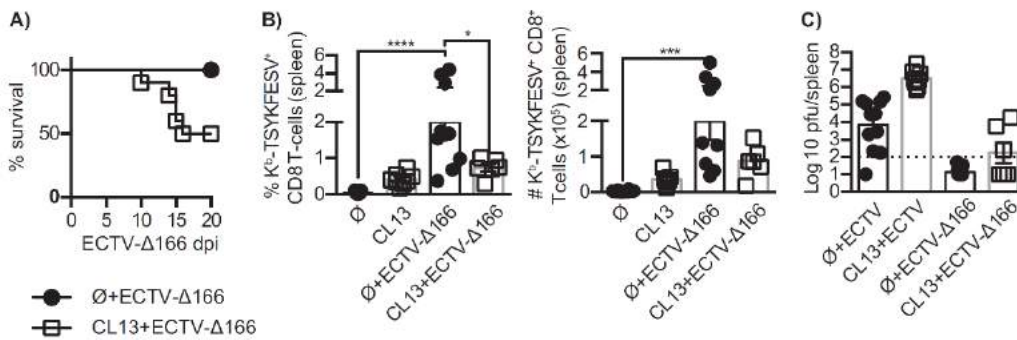 A)
% survival
100
50
0
0 5 10 15 20
ECTV-Δ166 dpi
Ø+ECTV-Δ166
CL13+ECTV-Δ166
B)
% Kᵇ-TSYKFESV⁺
CD8 T-cells (spleen)
6
4
2
2
1
0
****
*
Ø
CL13
Ø+ECTV-Δ166
CL13+ECTV-Δ166
# Kᵇ-TSYKFESV⁺ CD8⁺
Tcells (x10⁵) (spleen)
6
4
2
2
1
0
***
Ø
CL13
Ø+ECTV-Δ166
CL13+ECTV-Δ166
C)
Log 10 pfu/spleen
8
7
6
5
4
3
2
1
0
Ø+ECTV
CL13+ECTV
Ø+ECTV-Δ166
CL13+ECTV-Δ166